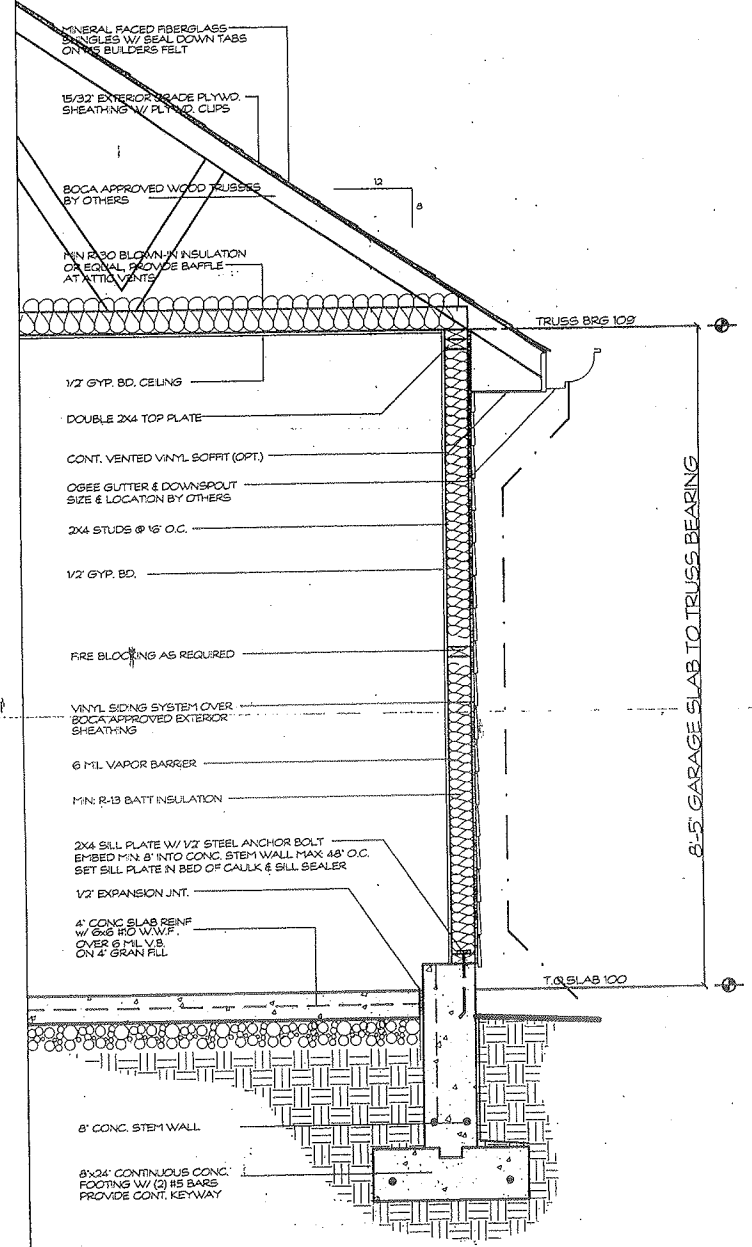 MINERAL FACED FIBERGLASS
SHINGLES W/ SEAL DOWN TABS
ON #15 BUILDERS FELT
15/32" EXTERIOR GRADE PLYWD.
SHEATHING W/ PLYWD. CLIPS
BOCA APPROVED WOOD TRUSSES
BY OTHERS
12
8
MIN R-30 BLOWN-IN INSULATION
OR EQUAL, PROVIDE BAFFLE
AT ATTIC VENTS
TRUSS BRG 109
1/2" GYP. BD. CEILING
DOUBLE 2X4 TOP PLATE
CONT. VENTED VINYL SOFFIT (OPT.)
OGEE GUTTER & DOWNSPOUT
SIZE & LOCATION BY OTHERS
2X4 STUDS @ 16" O.C.
1/2" GYP. BD.
FIRE BLOCKING AS REQUIRED
VINYL SIDING SYSTEM OVER
BOCA APPROVED EXTERIOR
SHEATHING
6 MIL VAPOR BARRIER
MIN: R-13 BATT INSULATION
8'-5" GARAGE SLAB TO TRUSS BEARING
2X4 SILL PLATE W/ 1/2" STEEL ANCHOR BOLT
EMBED MIN: 8" INTO CONC. STEM WALL MAX: 48" O.C.
SET SILL PLATE IN BED OF CAULK & SILL SEALER
1/2" EXPANSION JNT.
4" CONC SLAB REINF
w/ 6x6 #10 W.W.F.
OVER 6 MIL V.B.
ON 4" GRAN FILL
T.O. SLAB 100
8" CONC. STEM WALL
8"x24" CONTINUOUS CONC.
FOOTING W/ (2) #5 BARS
PROVIDE CONT. KEYWAY